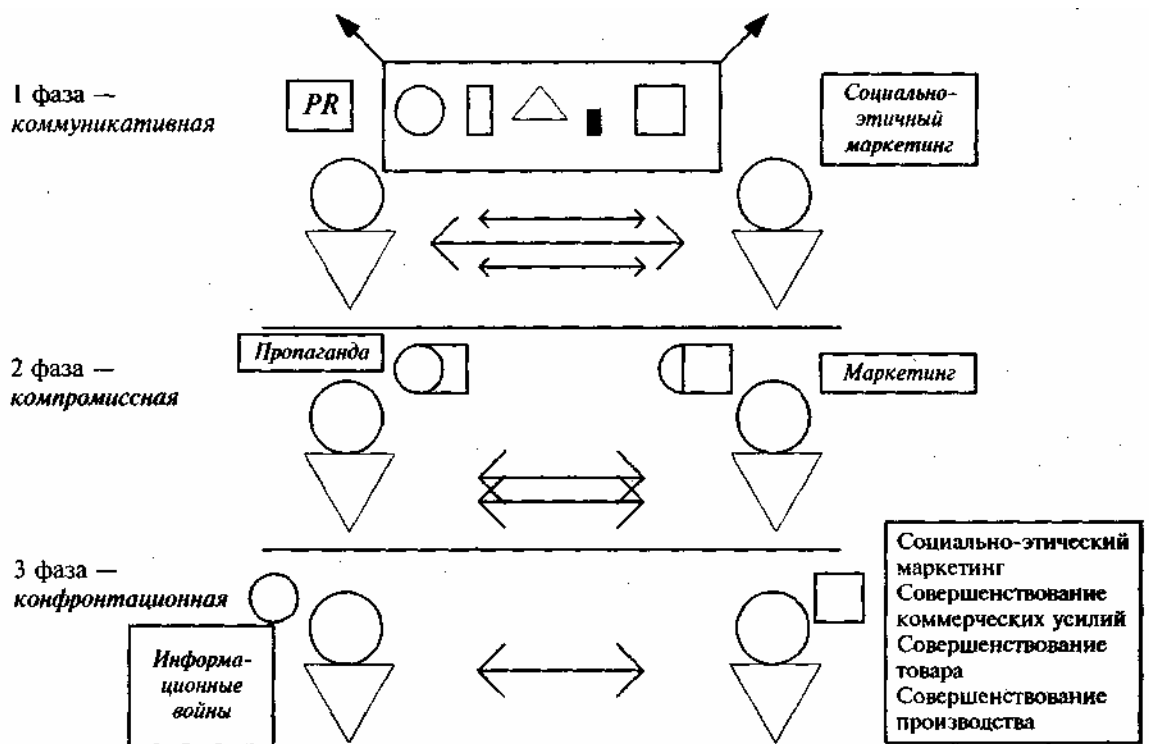 1 фаза —
коммуникативная
PR
Социально-
этичный
маркетинг
2 фаза —
компромиссная
Пропаганда
Маркетинг
3 фаза —
конфронтационная
Информа-
ционные
войны
Социально-этический
маркетинг
Совершенствование
коммерческих усилий
Совершенствование
товара
Совершенствование
производства